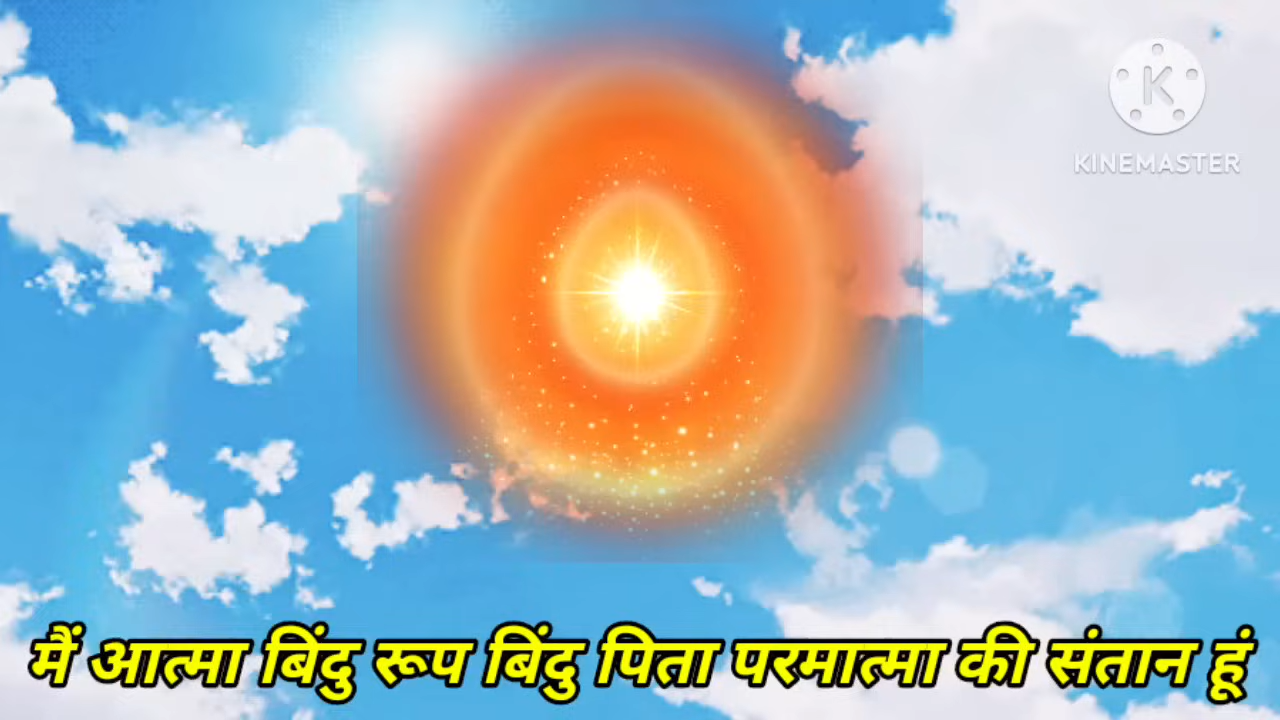 KINEMASTER
मैं आत्मा बिंदु रूप बिंदु पिता परमात्मा की संतान हूं